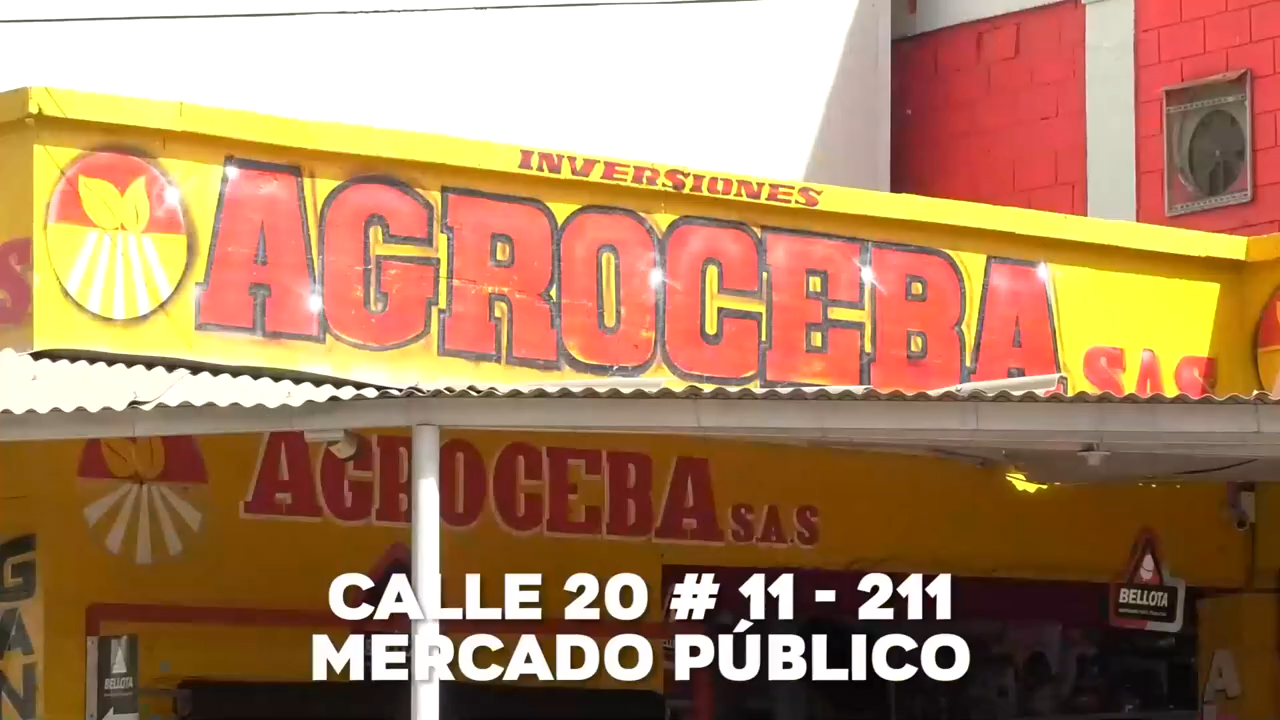 INVERSIONES
AGROCEBA S.A.S
AGROCEBA S.A.S
BELLOTA
BELLOTA
CALLE 20 # 11 - 211
MERCADO PÚBLICO